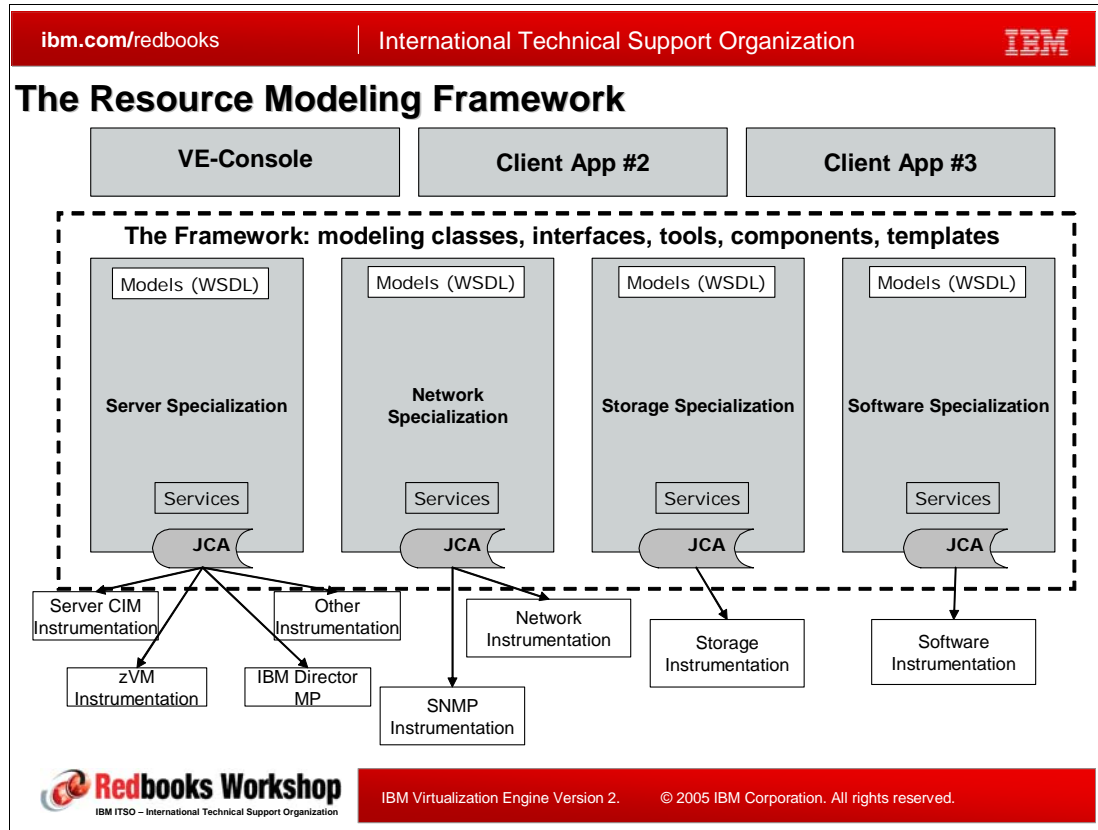 ibm.com/redbooks
International Technical Support Organization
IBM
The Resource Modeling Framework
VE-Console
Client App #2
Client App #3
The Framework: modeling classes, interfaces, tools, components, templates
Models (WSDL)
Models (WSDL)
Models (WSDL)
Models (WSDL)
Server Specialization
Network
Specialization
Storage Specialization
Software Specialization
Services
Services
Services
Services
JCA
JCA
JCA
JCA
Server CIM
Instrumentation
Other
Instrumentation
Network
Instrumentation
Storage
Instrumentation
Software
Instrumentation
zVM
Instrumentation
IBM Director
MP
SNMP
Instrumentation
Redbooks Workshop
IBM ITSO – International Technical Support Organization
IBM Virtualization Engine Version 2.
© 2005 IBM Corporation. All rights reserved.